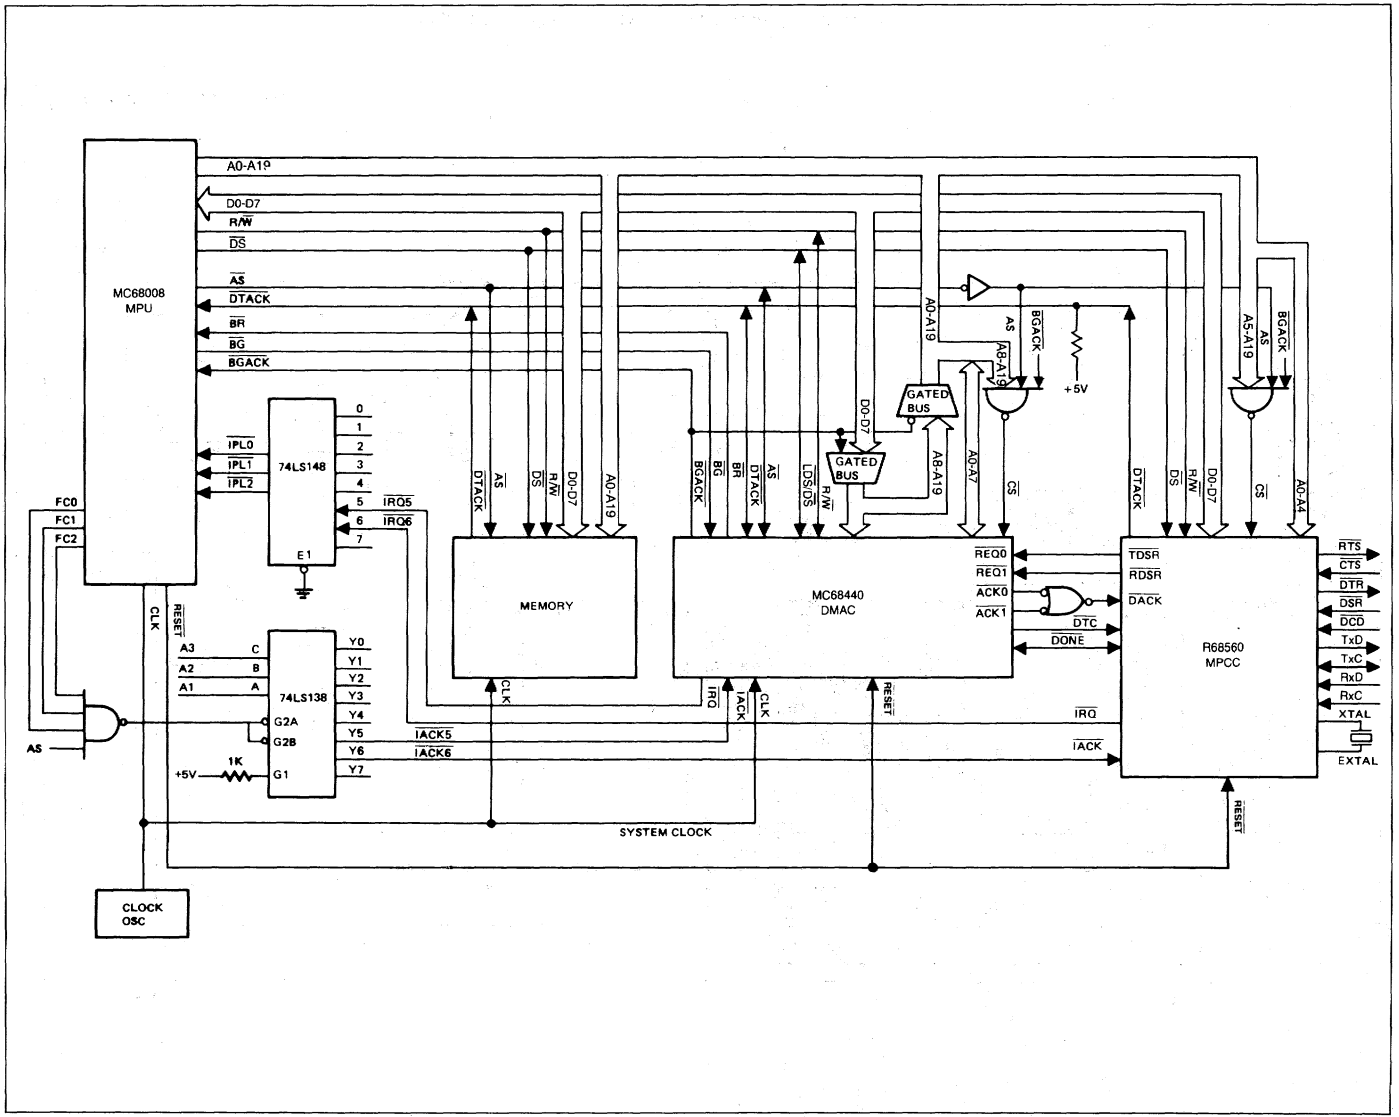 A0-A19
D0-D7
R/W
DS
AS
DTACK
BR
BG
BGACK
MC68008
MPU
IPL0
IPL1
IPL2
FC0
FC1
FC2
CLK
RESET
74LS148
0
1
2
3
4
5
6
7
E1
IRQ5
IRQ6
DTACK
AS
DS
R/W
D0-D7
A0-A19
MEMORY
CLK
BGACK
BG
BR
DTACK
AS
LDS/DS
R/W
D0-D7
GATED
BUS
GATED
BUS
A0-A19
A8-A19
A0-A7
A8-A19
AS
BGACK
CS
+5V
MC68440
DMAC
REQ0
REQ1
ACK0
ACK1
DTC
DONE
IRQ
IACK
CLK
RESET
DTACK
DS
R/W
D0-D7
A5-A19
AS
BGACK
CS
A0-A4
TDSR
RDSR
DACK
R68560
MPCC
RTS
CTS
DTR
DSR
DCD
TxD
TxC
RxD
RxC
XTAL
EXTAL
IRQ
IACK
RESET
A3
A2
A1
C
B
A
74LS138
G2A
G2B
G1
Y0
Y1
Y2
Y3
Y4
Y5
Y6
Y7
IACK5
IACK6
AS
+5V
1K
SYSTEM CLOCK
CLOCK
OSC